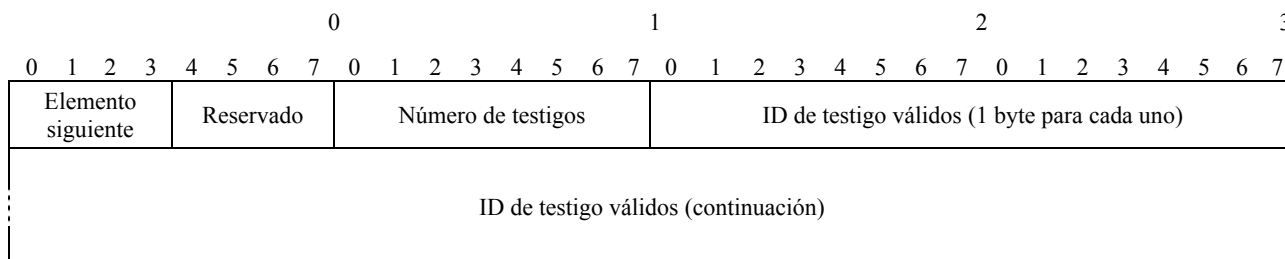 0 1 2 3
0 1 2 3 4 5 6 7 0 1 2 3 4 5 6 7 0 1 2 3 4 5 6 7 0 1 2 3 4 5 6 7
Elemento
siguiente
Reservado
Número de testigos
ID de testigo válidos (1 byte para cada uno)
ID de testigo válidos (continuación)